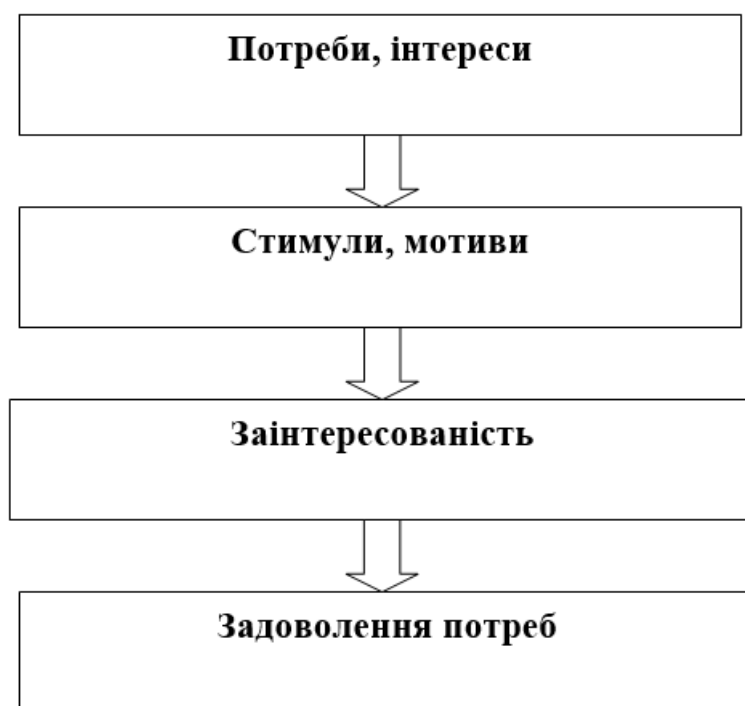 Потреби, інтереси
Стимули, мотиви
Заінтересованість
Задоволення потреб